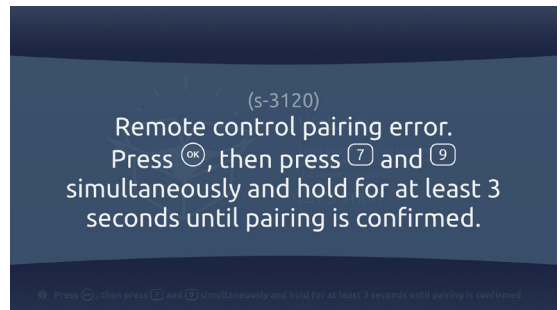 (s-3120)
Remote control pairing error.
Press OK, then press 7 and 9
simultaneously and hold for at least 3
seconds until pairing is confirmed.
Press OK, then press 7 and 9 simultaneously and hold for at least 3 seconds until pairing is confirmed